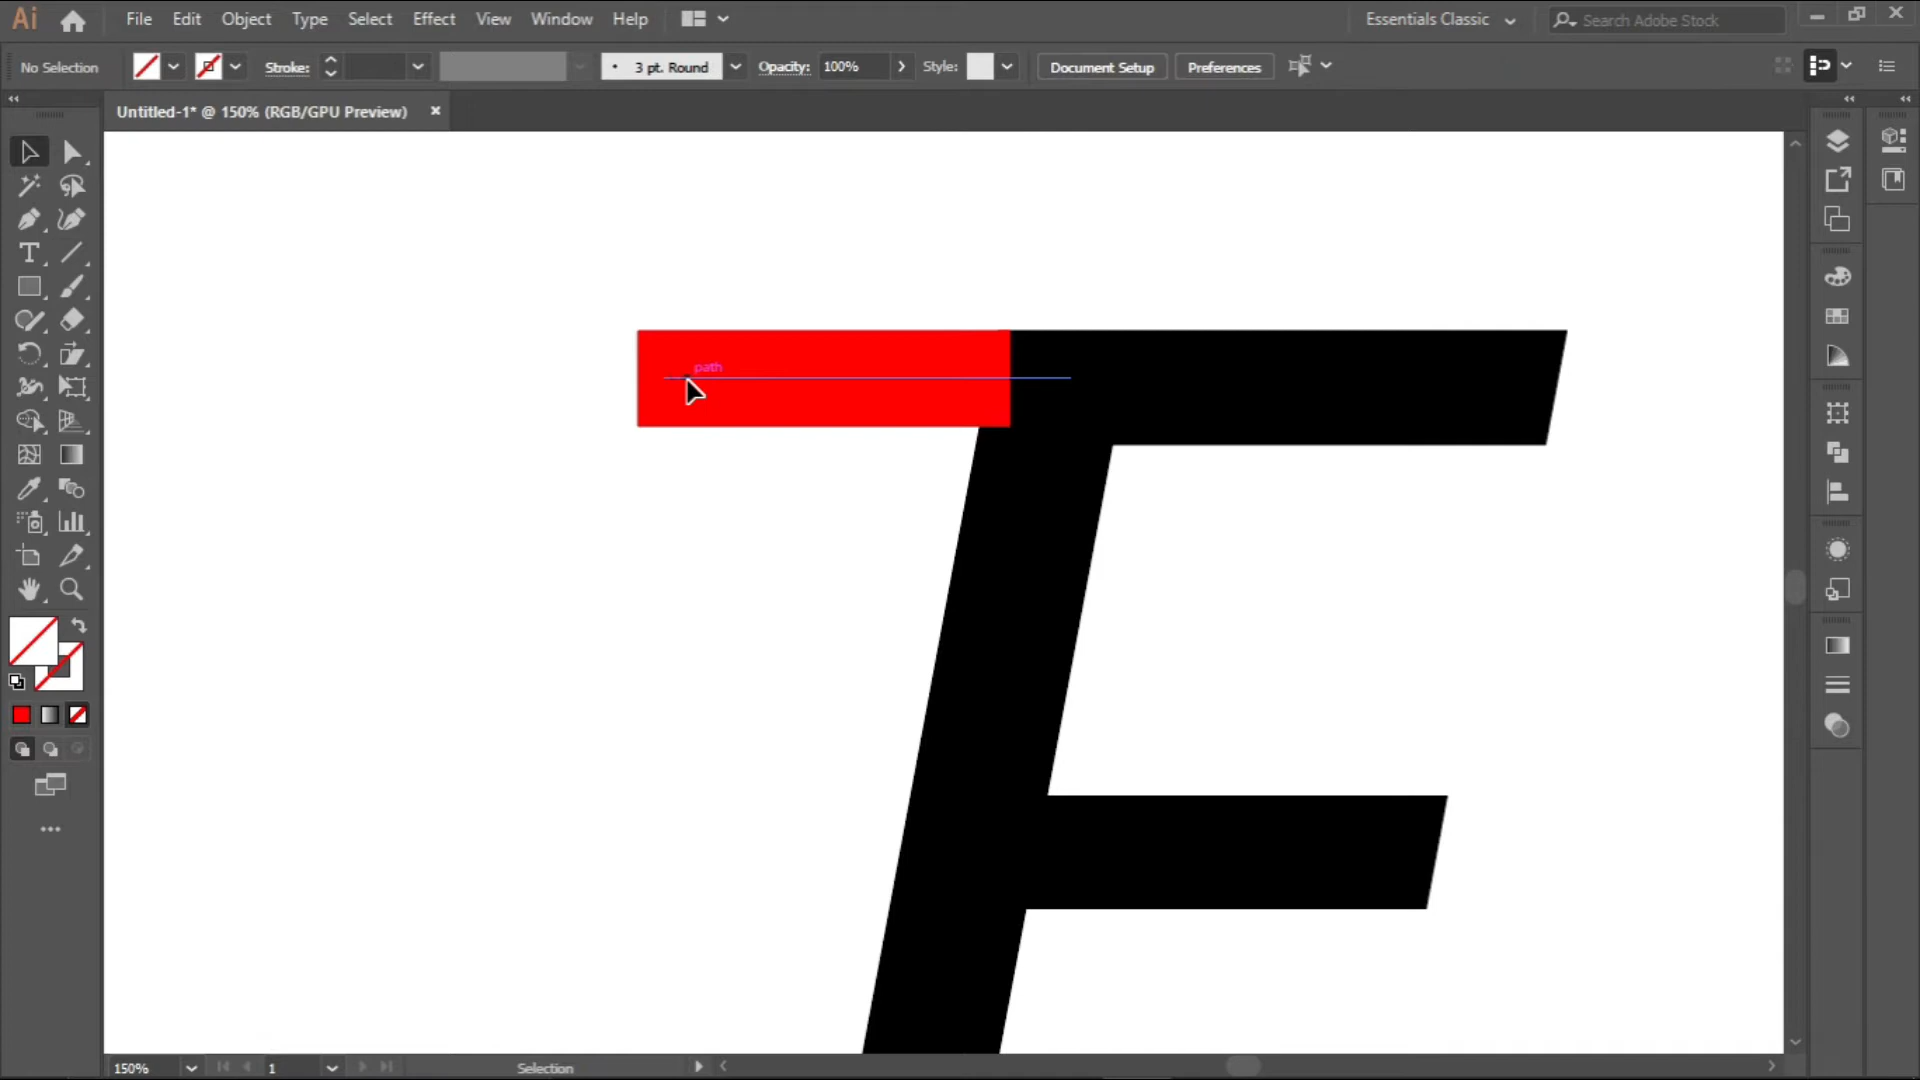 Ai File Edit Object Type Select Effect View Window Help Essentials Classic Search Adobe Stock
No Selection Stroke: 3 pt. Round Opacity: 100% Style: Document Setup Preferences
Untitled-1* @ 150% (RGB/GPU Preview)
path
F
150% 1 Selection